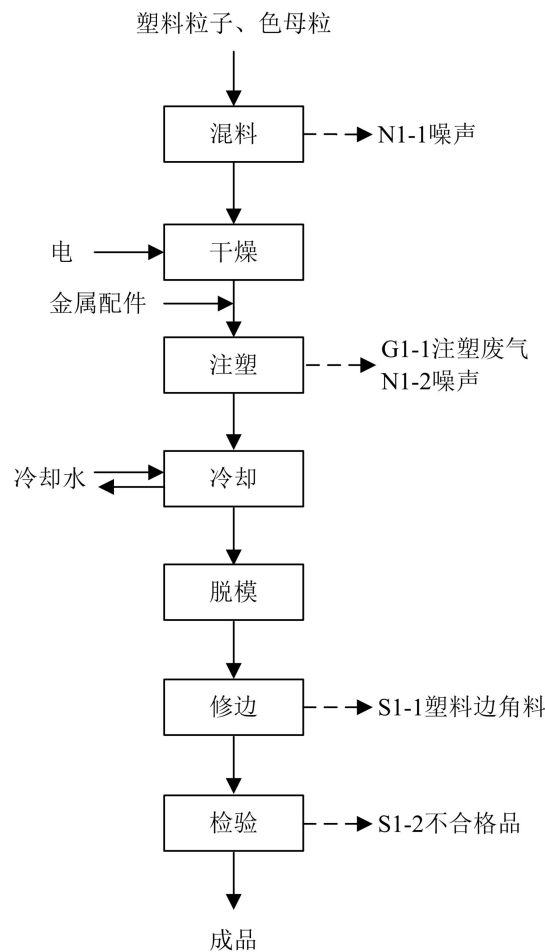 塑料粒子、色母粒
混料
N1-1噪声
电
干燥
金属配件
注塑
G1-1注塑废气
N1-2噪声
冷却水
冷却
脱模
修边
S1-1塑料边角料
检验
S1-2不合格品
成品